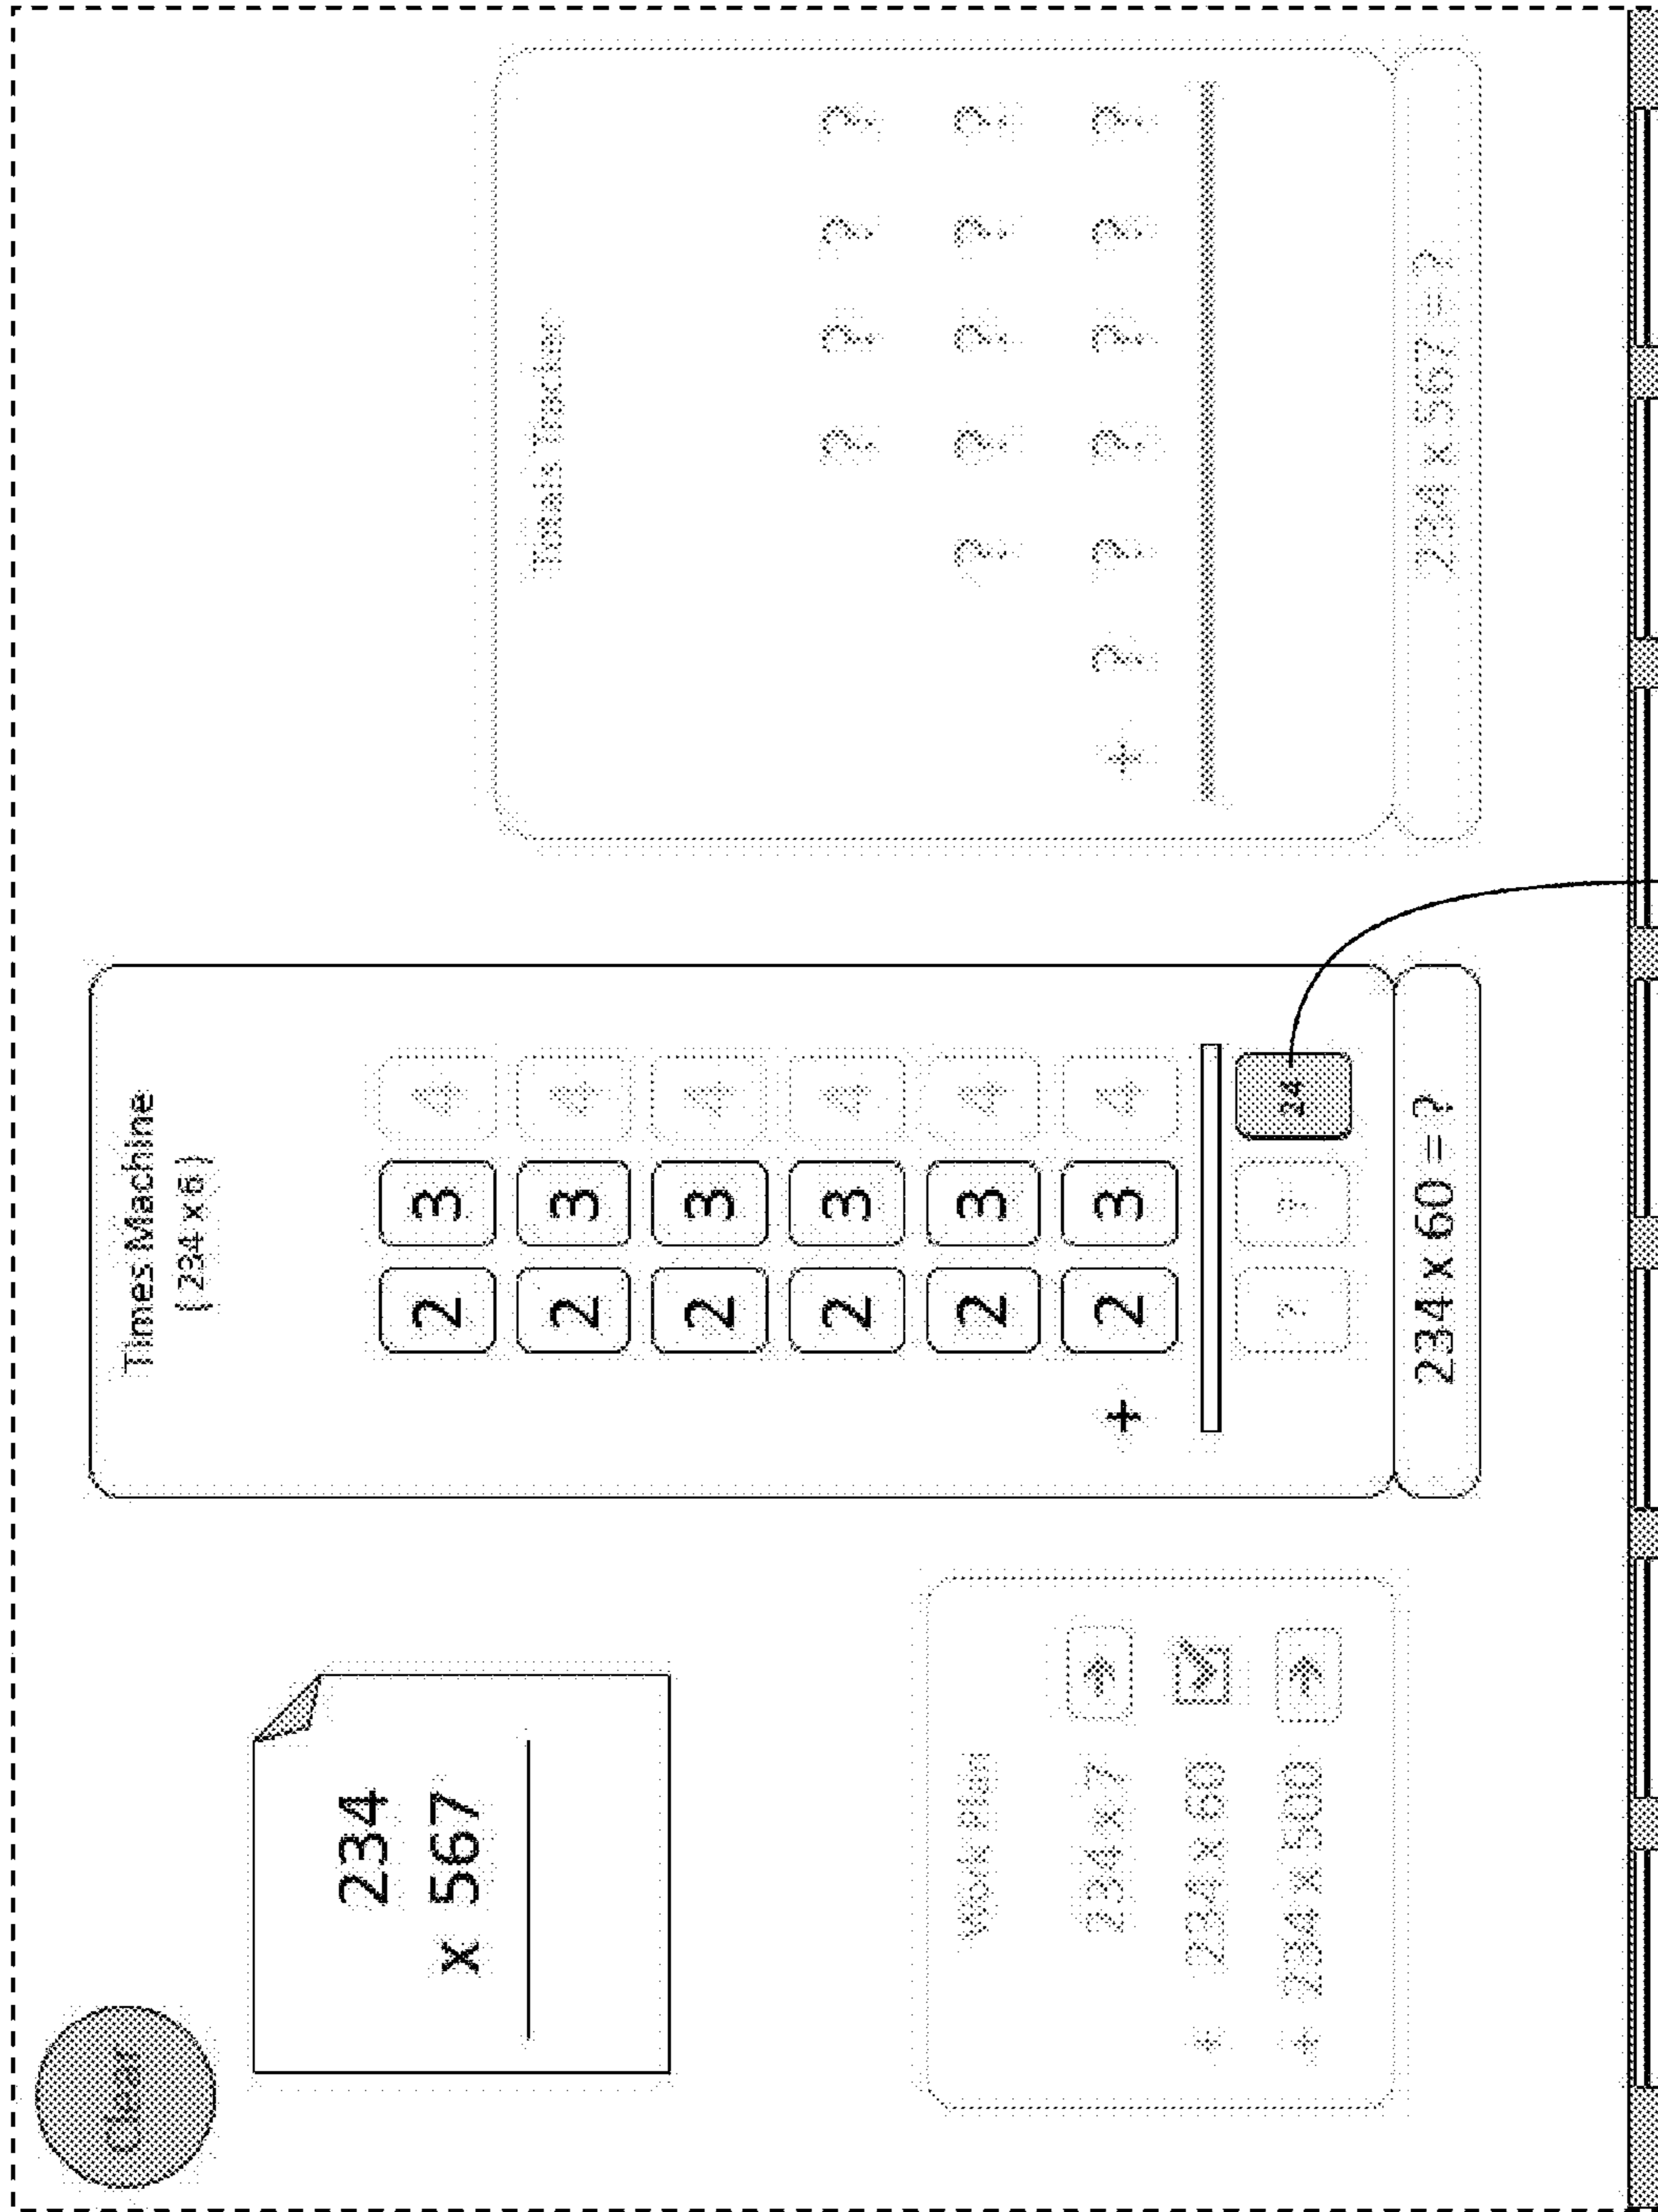 Clear
234
x 567
Work Plan
234 x 7
+ 234 x 60
+ 234 x 500
Times Machine
( 234 x 6 )
2 3 4
2 3 4
2 3 4
2 3 4
2 3 4
+ 2 3 4
? ? 24
234 x 60 = ?
Totals Tracker
? ? ? ?
? ? ? ? ?
+ ? ? ? ? ? ?
234 x 567 = ?